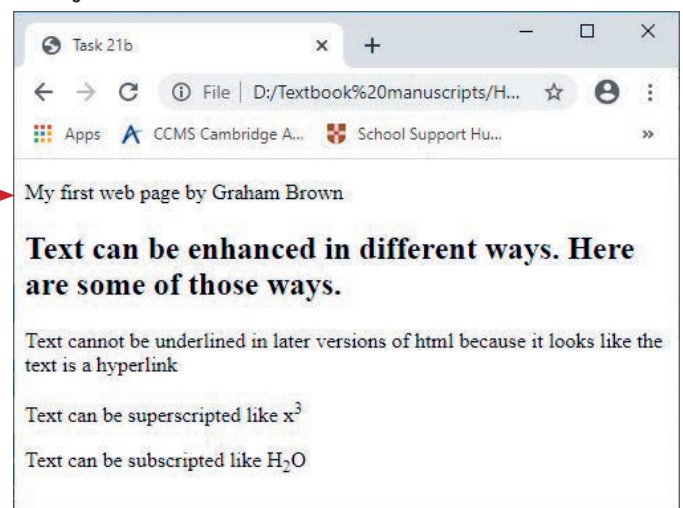 Task 21b
File | D:/Textbook%20manuscripts/H...
Apps CCMS Cambridge A... School Support Hu...
My first web page by Graham Brown
Text can be enhanced in different ways. Here
are some of those ways.
Text cannot be underlined in later versions of html because it looks like the
text is a hyperlink
Text can be superscripted like x³
Text can be subscripted like H₂O